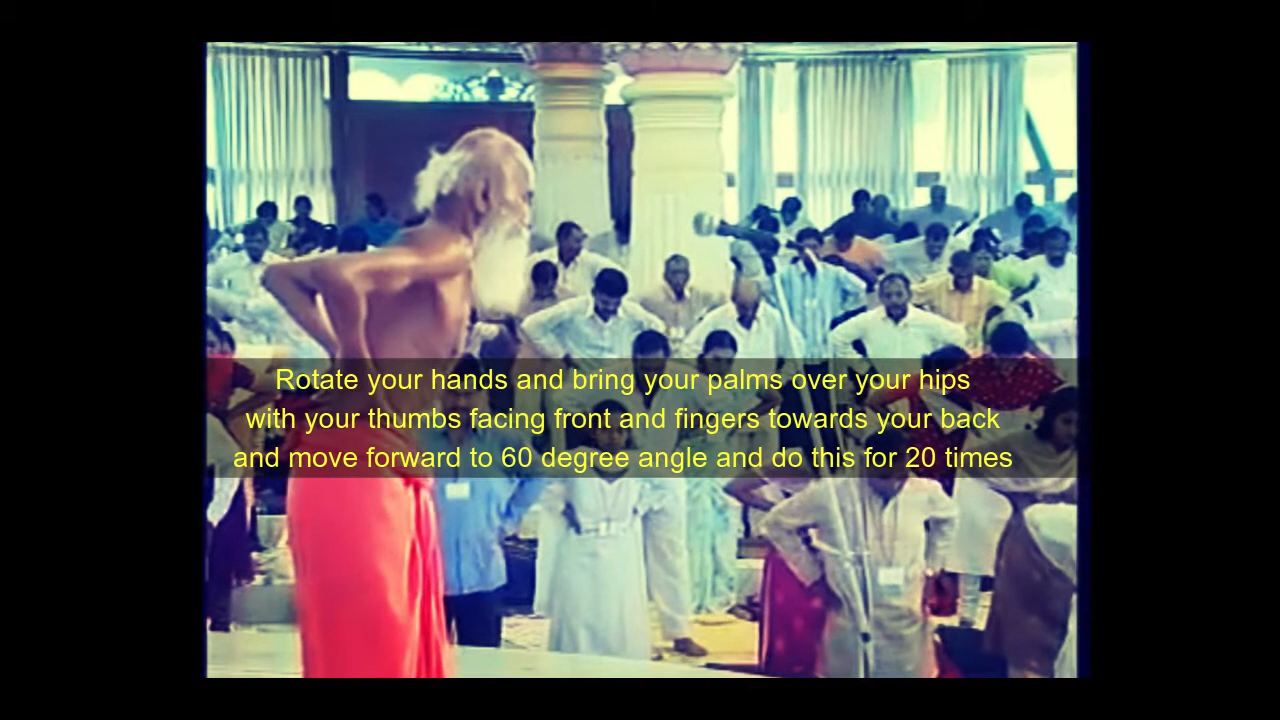 Rotate your hands and bring your palms over your hips
with your thumbs facing front and fingers towards your back
and move forward to 60 degree angle and do this for 20 times